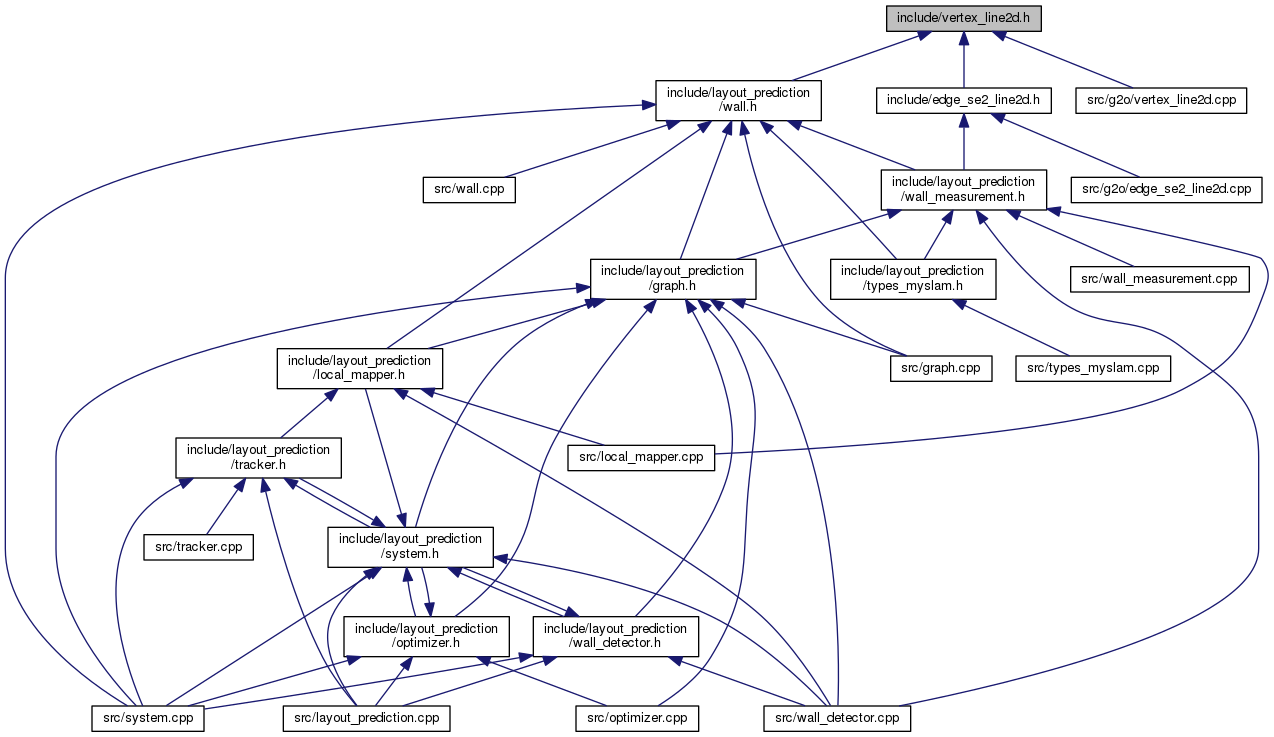 include/vertex_line2d.h
include/layout_prediction
/wall.h
include/edge_se2_line2d.h
src/g2o/vertex_line2d.cpp
src/wall.cpp
include/layout_prediction
/wall_measurement.h
src/g2o/edge_se2_line2d.cpp
include/layout_prediction
/graph.h
include/layout_prediction
/types_myslam.h
src/wall_measurement.cpp
include/layout_prediction
/local_mapper.h
src/graph.cpp
src/types_myslam.cpp
include/layout_prediction
/tracker.h
src/local_mapper.cpp
src/tracker.cpp
include/layout_prediction
/system.h
include/layout_prediction
/optimizer.h
include/layout_prediction
/wall_detector.h
src/system.cpp
src/layout_prediction.cpp
src/optimizer.cpp
src/wall_detector.cpp